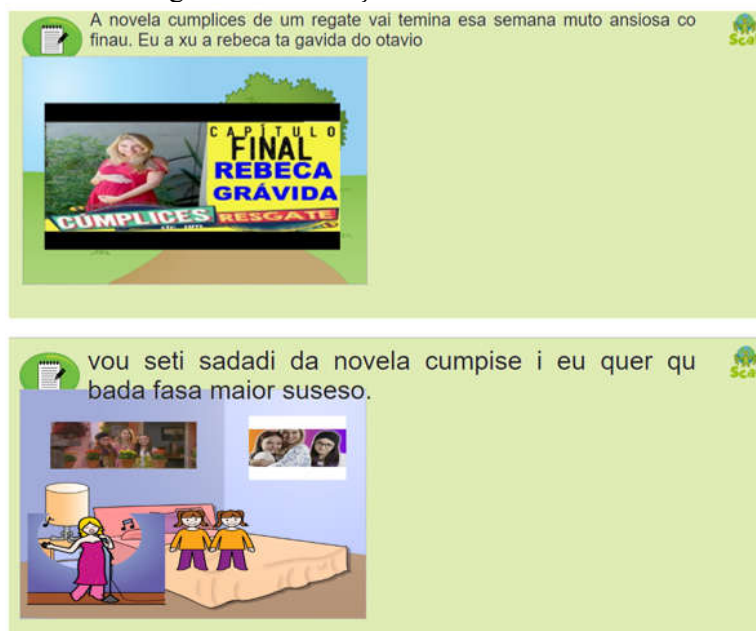 A novela cumplices de um regate vai temina esa semana muto ansiosa co
finau. Eu a xu a rebeca ta gavida do otavio
CAPÍTULO
FINAL
REBECA
GRÁVIDA
CÚMPLICES RESGATE
vou seti sadadi da novela cumpise i eu quer qu
bada fasa maior suseso.